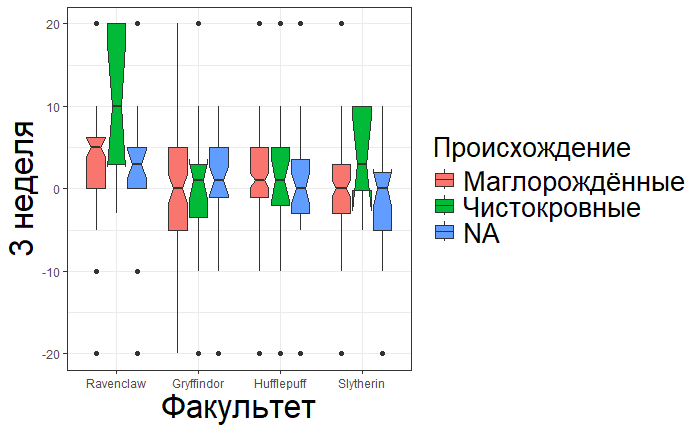 20
10
0
-10
-20
3 неделя
Ravenclaw Gryffindor Hufflepuff Slytherin
Факультет
Происхождение
Маглорождённые
Чистокровные
NA